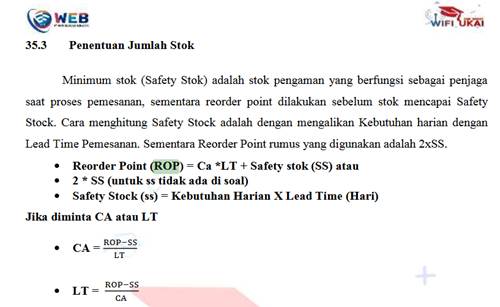 WEB
WIFI UKAI
35.3 Penentuan Jumlah Stok
Minimum stok (Safety Stok) adalah stok pengaman yang berfungsi sebagai penjaga
saat proses pemesanan, sementara reorder point dilakukan sebelum stok mencapai Safety
Stock. Cara menghitung Safety Stock adalah dengan mengalikan Kebutuhan harian dengan
Lead Time Pemesanan. Sementara Reorder Point rumus yang digunakan adalah 2xSS.
• Reorder Point (ROP) = Ca *LT + Safety stok (SS) atau
• 2 * SS (untuk ss tidak ada di soal)
• Safety Stock (ss) = Kebutuhan Harian X Lead Time (Hari)
Jika diminta CA atau LT
• CA = ROP−SS / LT
• LT = ROP−SS / CA